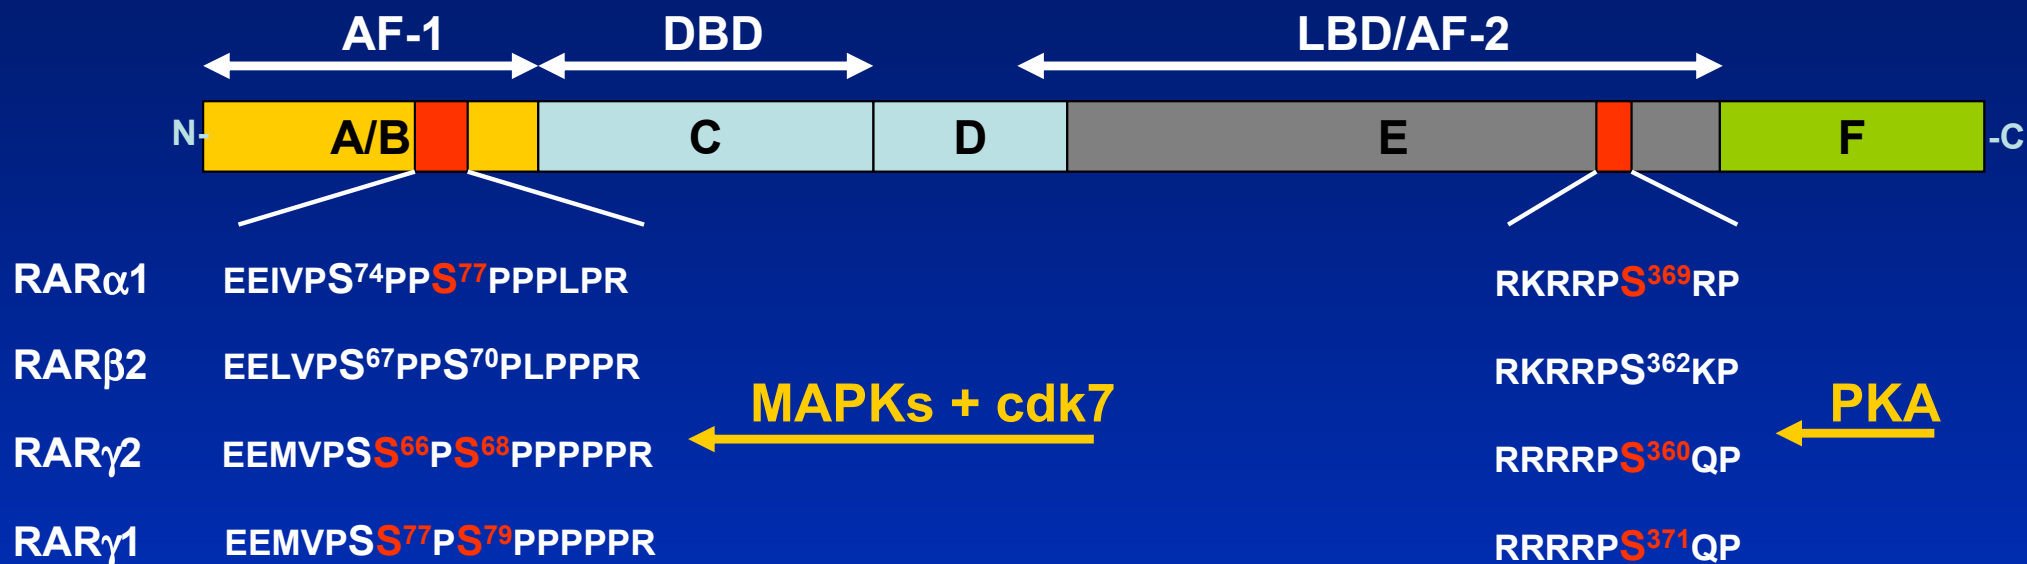 AF-1 DBD LBD/AF-2
N- A/B C D E F -C
RARα1 EEIVPS74PPS77PPPLPR RKRRPS369RP
RARβ2 EELVPS67PPS70PLPPPR RKRRPS362KP
MAPKs + cdk7 PKA
RARγ2 EEMVPSS66PS68PPPPPR RRRRPS360QP
RARγ1 EEMVPSS77PS79PPPPPR RRRRPS371QP